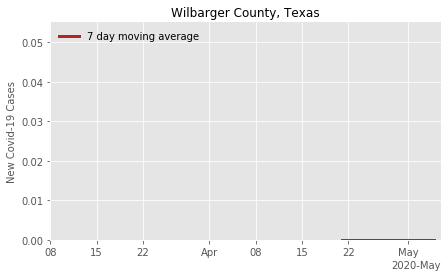 Wilbarger County, Texas
7 day moving average
New Covid-19 Cases
0.05
0.04
0.03
0.02
0.01
0.00
08 15 22 Apr 08 15 22 May
2020-May